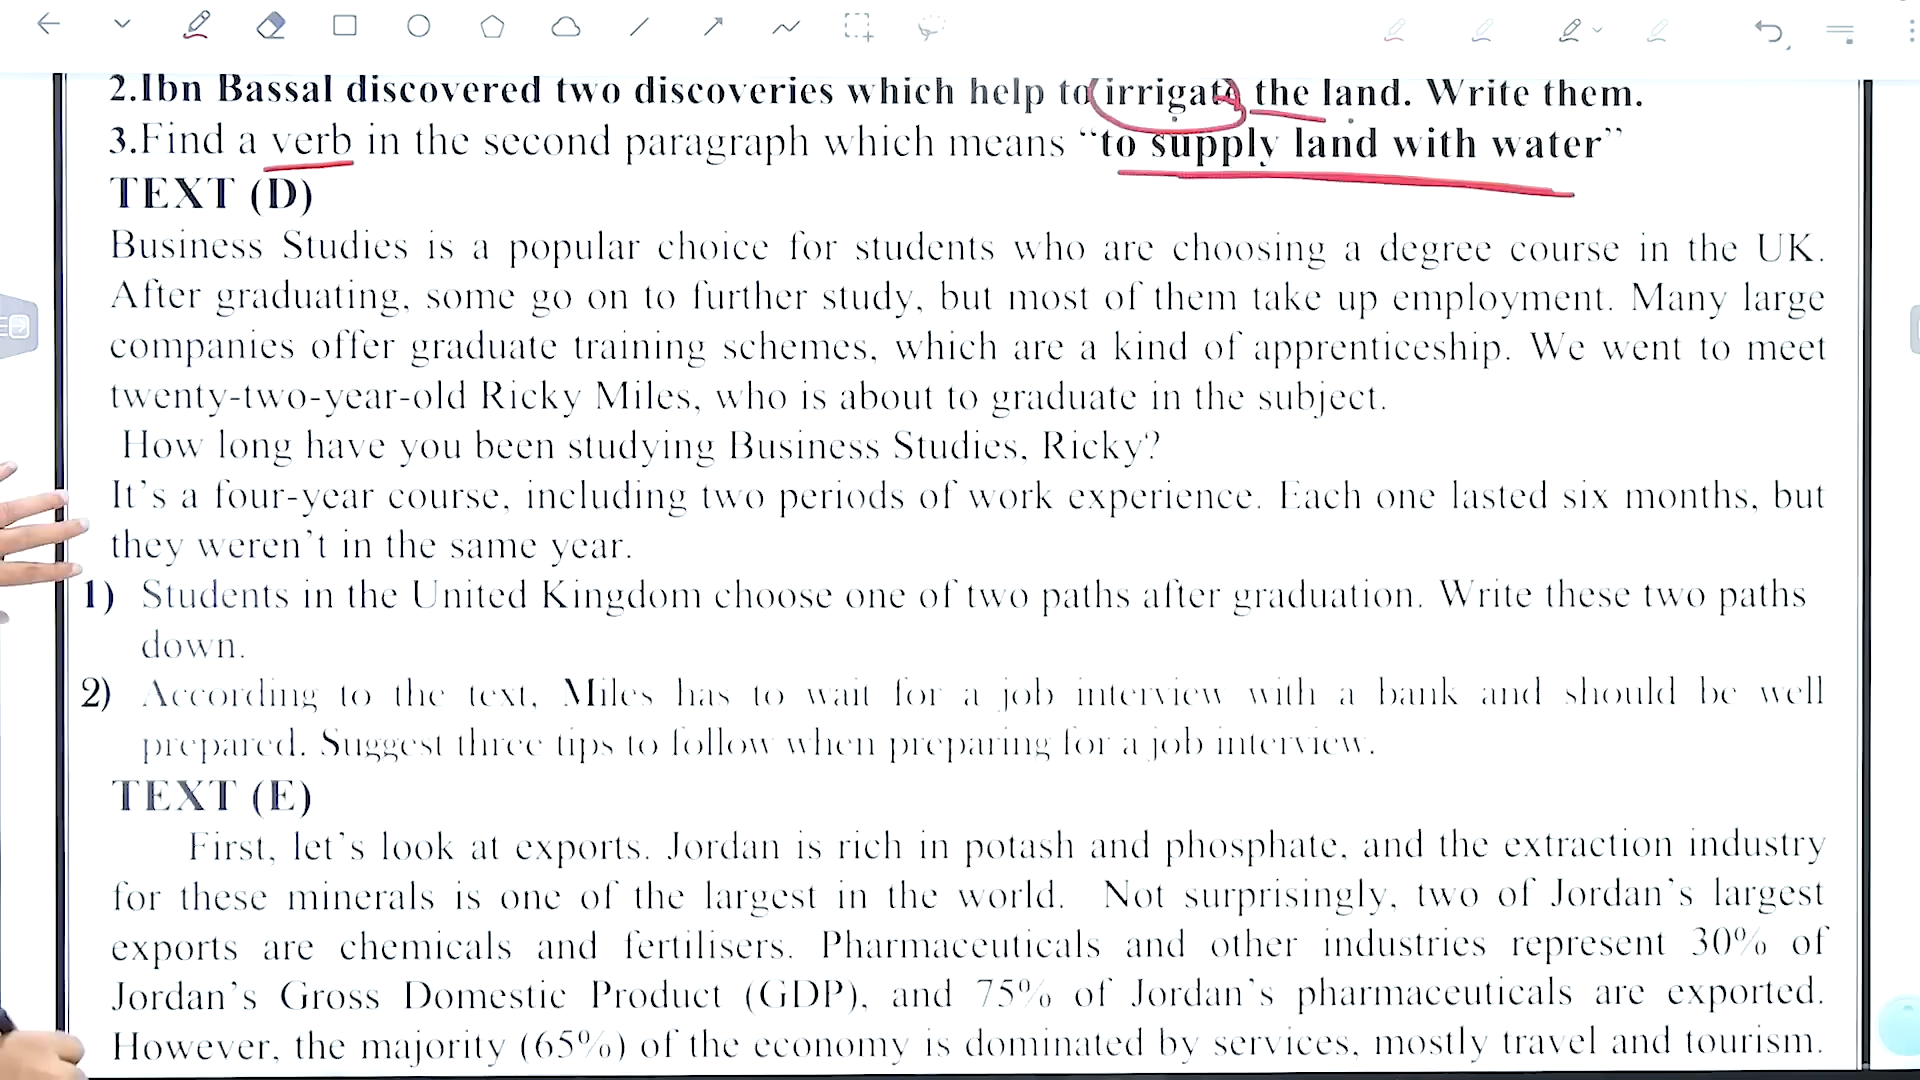 2.Ibn Bassal discovered two discoveries which help to irrigate the land. Write them.
3.Find a verb in the second paragraph which means “to supply land with water”
TEXT (D)
Business Studies is a popular choice for students who are choosing a degree course in the UK.
After graduating, some go on to further study, but most of them take up employment. Many large
companies offer graduate training schemes, which are a kind of apprenticeship. We went to meet
twenty-two-year-old Ricky Miles, who is about to graduate in the subject.
How long have you been studying Business Studies, Ricky?
It’s a four-year course, including two periods of work experience. Each one lasted six months, but
they weren’t in the same year.
1) Students in the United Kingdom choose one of two paths after graduation. Write these two paths
down.
2) According to the text, Miles has to wait for a job interview with a bank and should be well
prepared. Suggest three tips to follow when preparing for a job interview.
TEXT (E)
First, let’s look at exports. Jordan is rich in potash and phosphate, and the extraction industry
for these minerals is one of the largest in the world. Not surprisingly, two of Jordan’s largest
exports are chemicals and fertilisers. Pharmaceuticals and other industries represent 30% of
Jordan’s Gross Domestic Product (GDP), and 75% of Jordan’s pharmaceuticals are exported.
However, the majority (65%) of the economy is dominated by services, mostly travel and tourism.